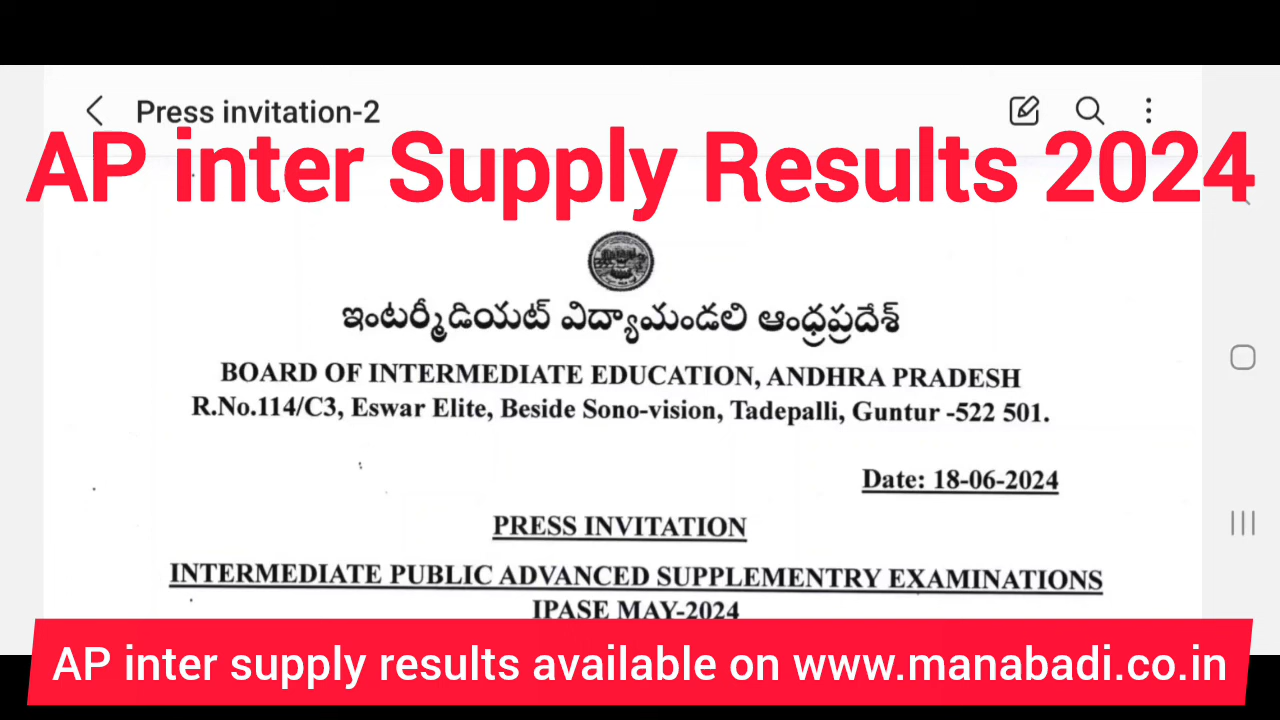 Press invitation-2
AP inter Supply Results 2024
ఇంటర్మీడియట్ విద్యామండలి ఆంధ్రప్రదేశ్
BOARD OF INTERMEDIATE EDUCATION, ANDHRA PRADESH
R.No.114/C3, Eswar Elite, Beside Sono-vision, Tadepalli, Guntur -522 501.
Date: 18-06-2024
PRESS INVITATION
INTERMEDIATE PUBLIC ADVANCED SUPPLEMENTRY EXAMINATIONS
IPASE MAY-2024
AP inter supply results available on www.manabadi.co.in